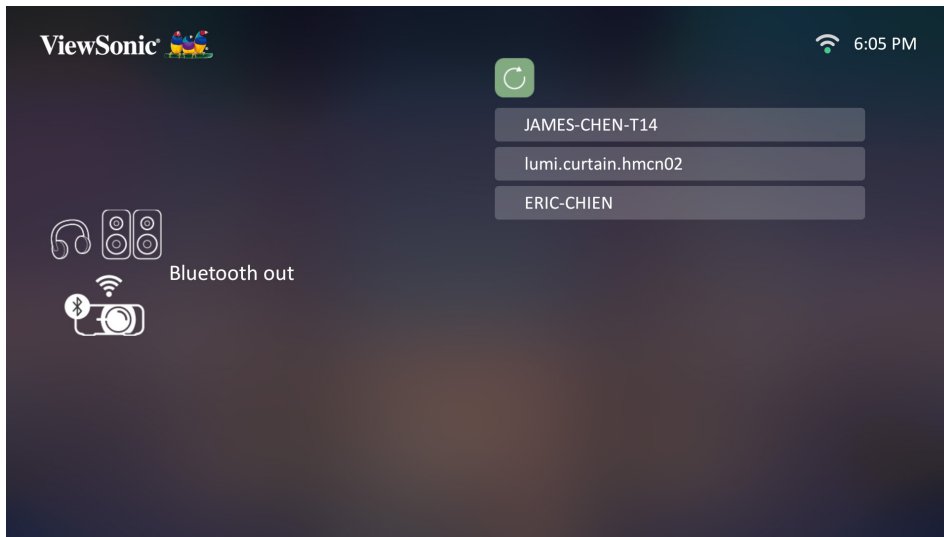 ViewSonic
6:05 PM
JAMES-CHEN-T14
lumi.curtain.hmcn02
ERIC-CHIEN
Bluetooth out